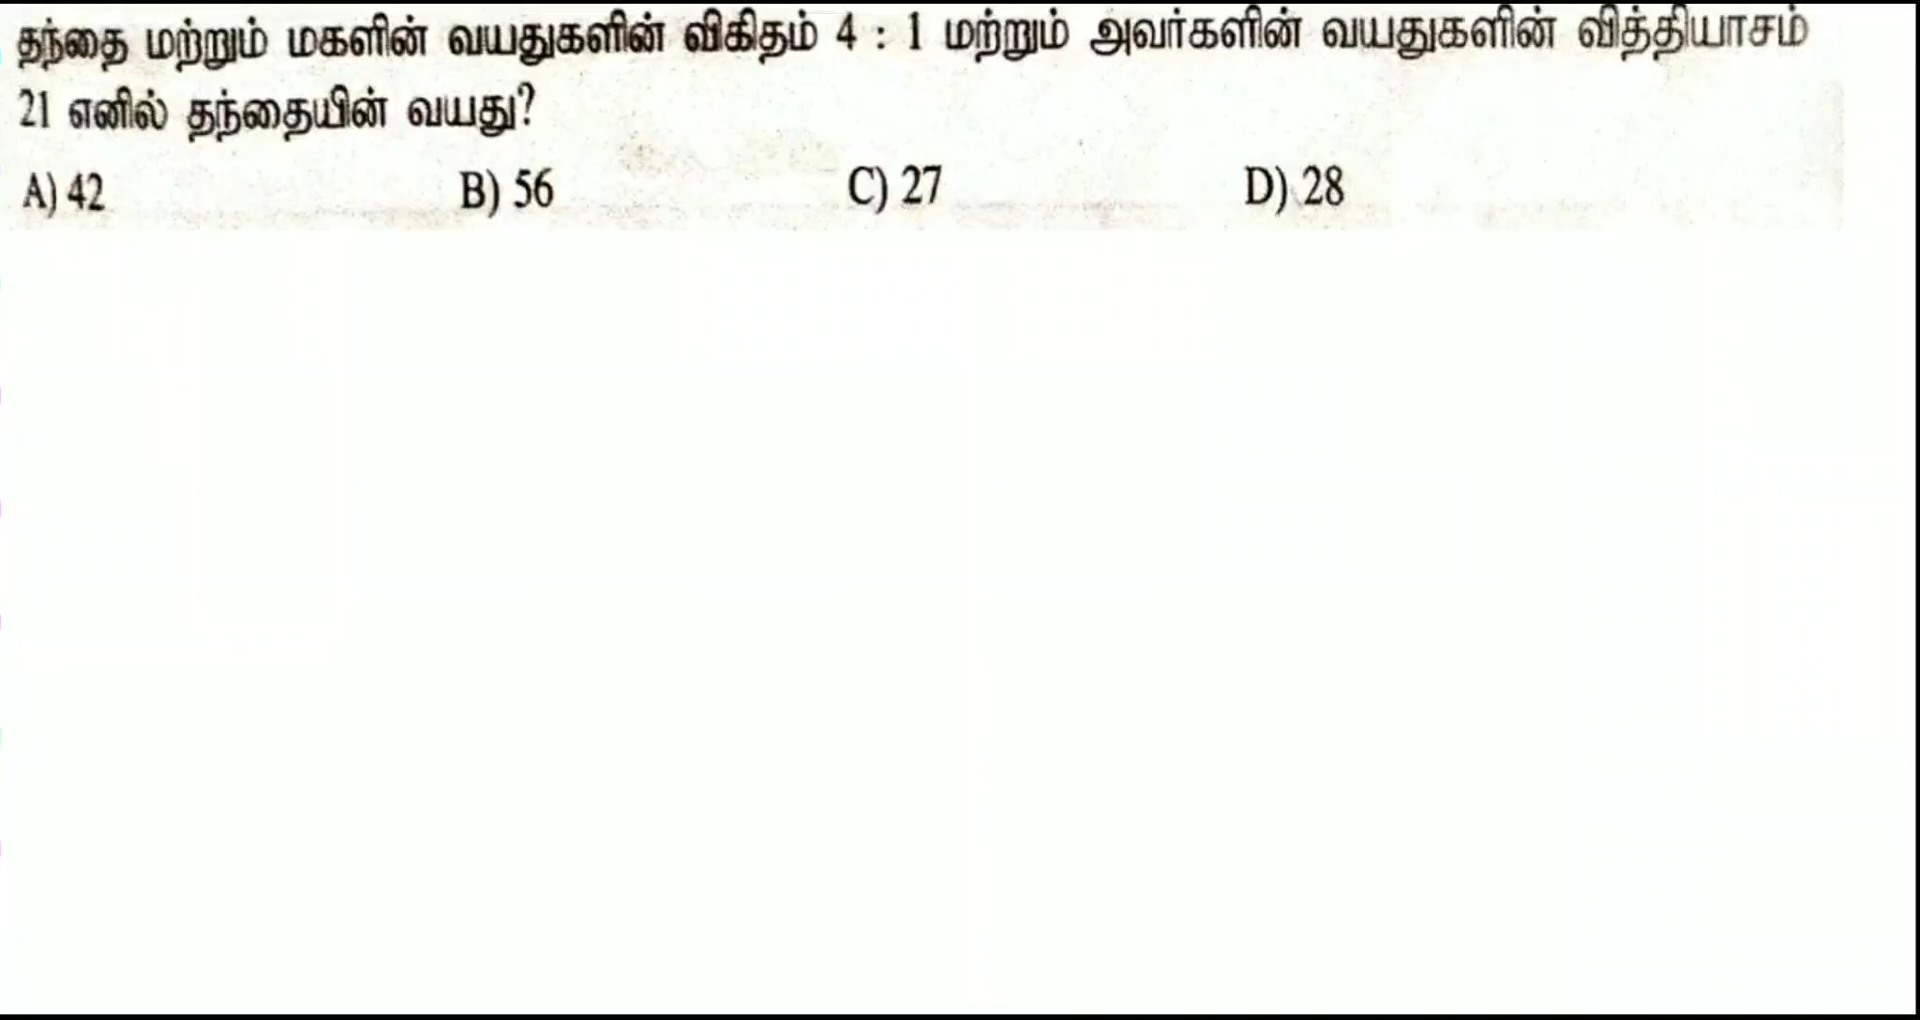 தந்தை மற்றும் மகளின் வயதுகளின் விகிதம் 4 : 1 மற்றும் அவர்களின் வயதுகளின் வித்தியாசம்
21 எனில் தந்தையின் வயது?
A) 42 B) 56 C) 27 D) 28